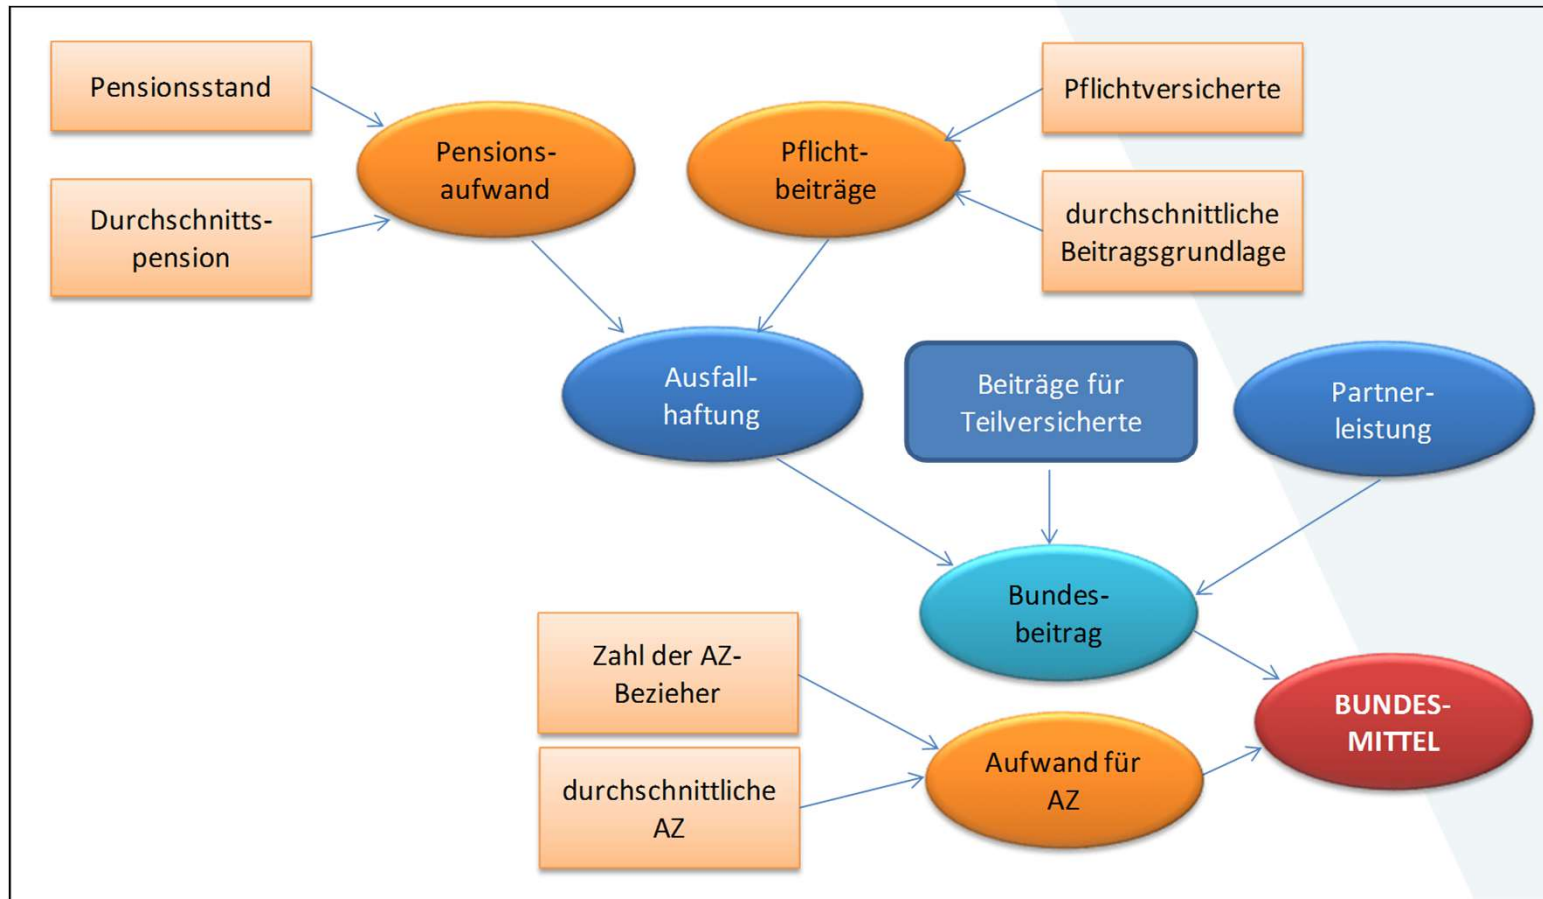 Pensionsstand
Pflichtversicherte
Pensions-
aufwand
Pflicht-
beiträge
Durchschnitts-
pension
durchschnittliche
Beitragsgrundlage
Ausfall-
haftung
Beiträge für
Teilversicherte
Partner-
leistung
Bundes-
beitrag
Zahl der AZ-
Bezieher
BUNDES-
MITTEL
Aufwand für
AZ
durchschnittliche
AZ